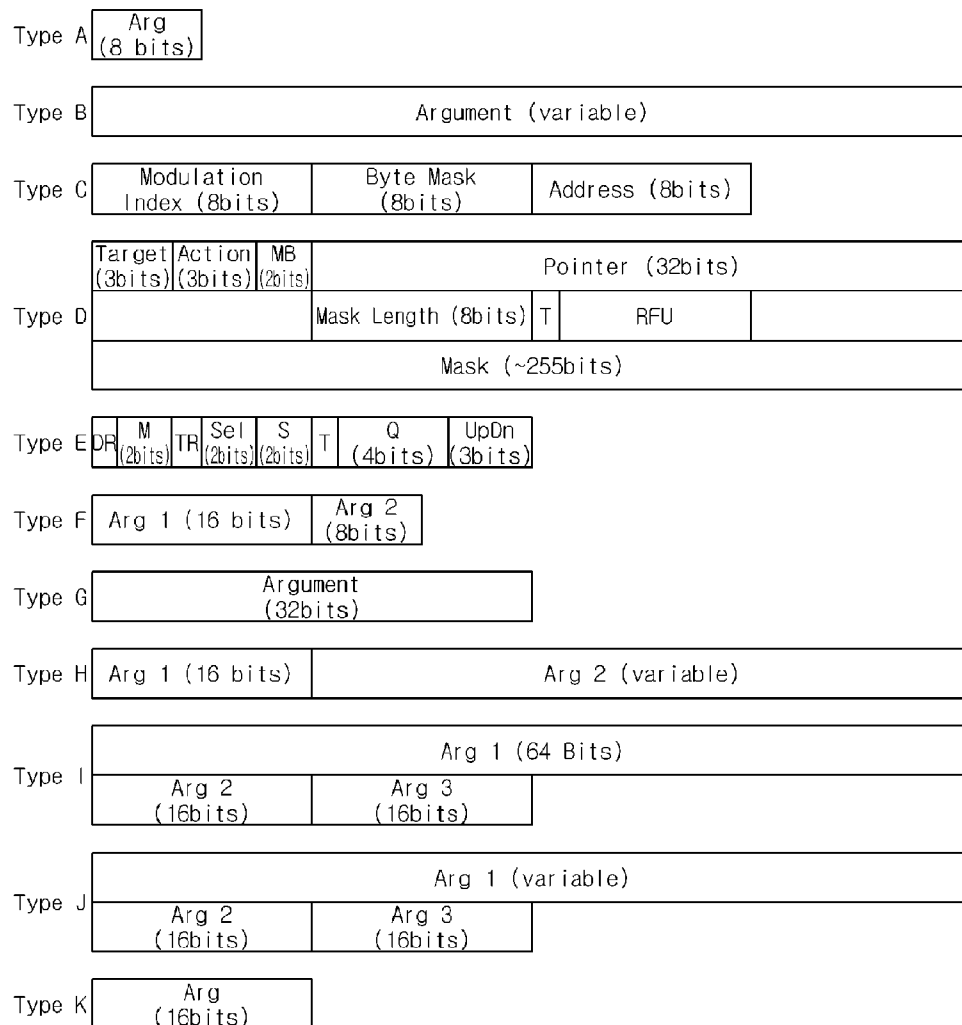 Type A
Arg
(8 bits)
Type B
Argument (variable)
Type C
Modulation
Index (8bits)
Byte Mask
(8bits)
Address (8bits)
Type D
Target
(3bits)
Action
(3bits)
MB
(2bits)
Pointer (32bits)
Mask Length (8bits)
T
RFU
Mask (~255bits)
Type E
DR
M
(2bits)
TR
Sel
(2bits)
S
(2bits)
T
Q
(4bits)
UpDn
(3bits)
Type F
Arg 1 (16 bits)
Arg 2
(8bits)
Type G
Argument
(32bits)
Type H
Arg 1 (16 bits)
Arg 2 (variable)
Type I
Arg 1 (64 Bits)
Arg 2
(16bits)
Arg 3
(16bits)
Type J
Arg 1 (variable)
Arg 2
(16bits)
Arg 3
(16bits)
Type K
Arg
(16bits)